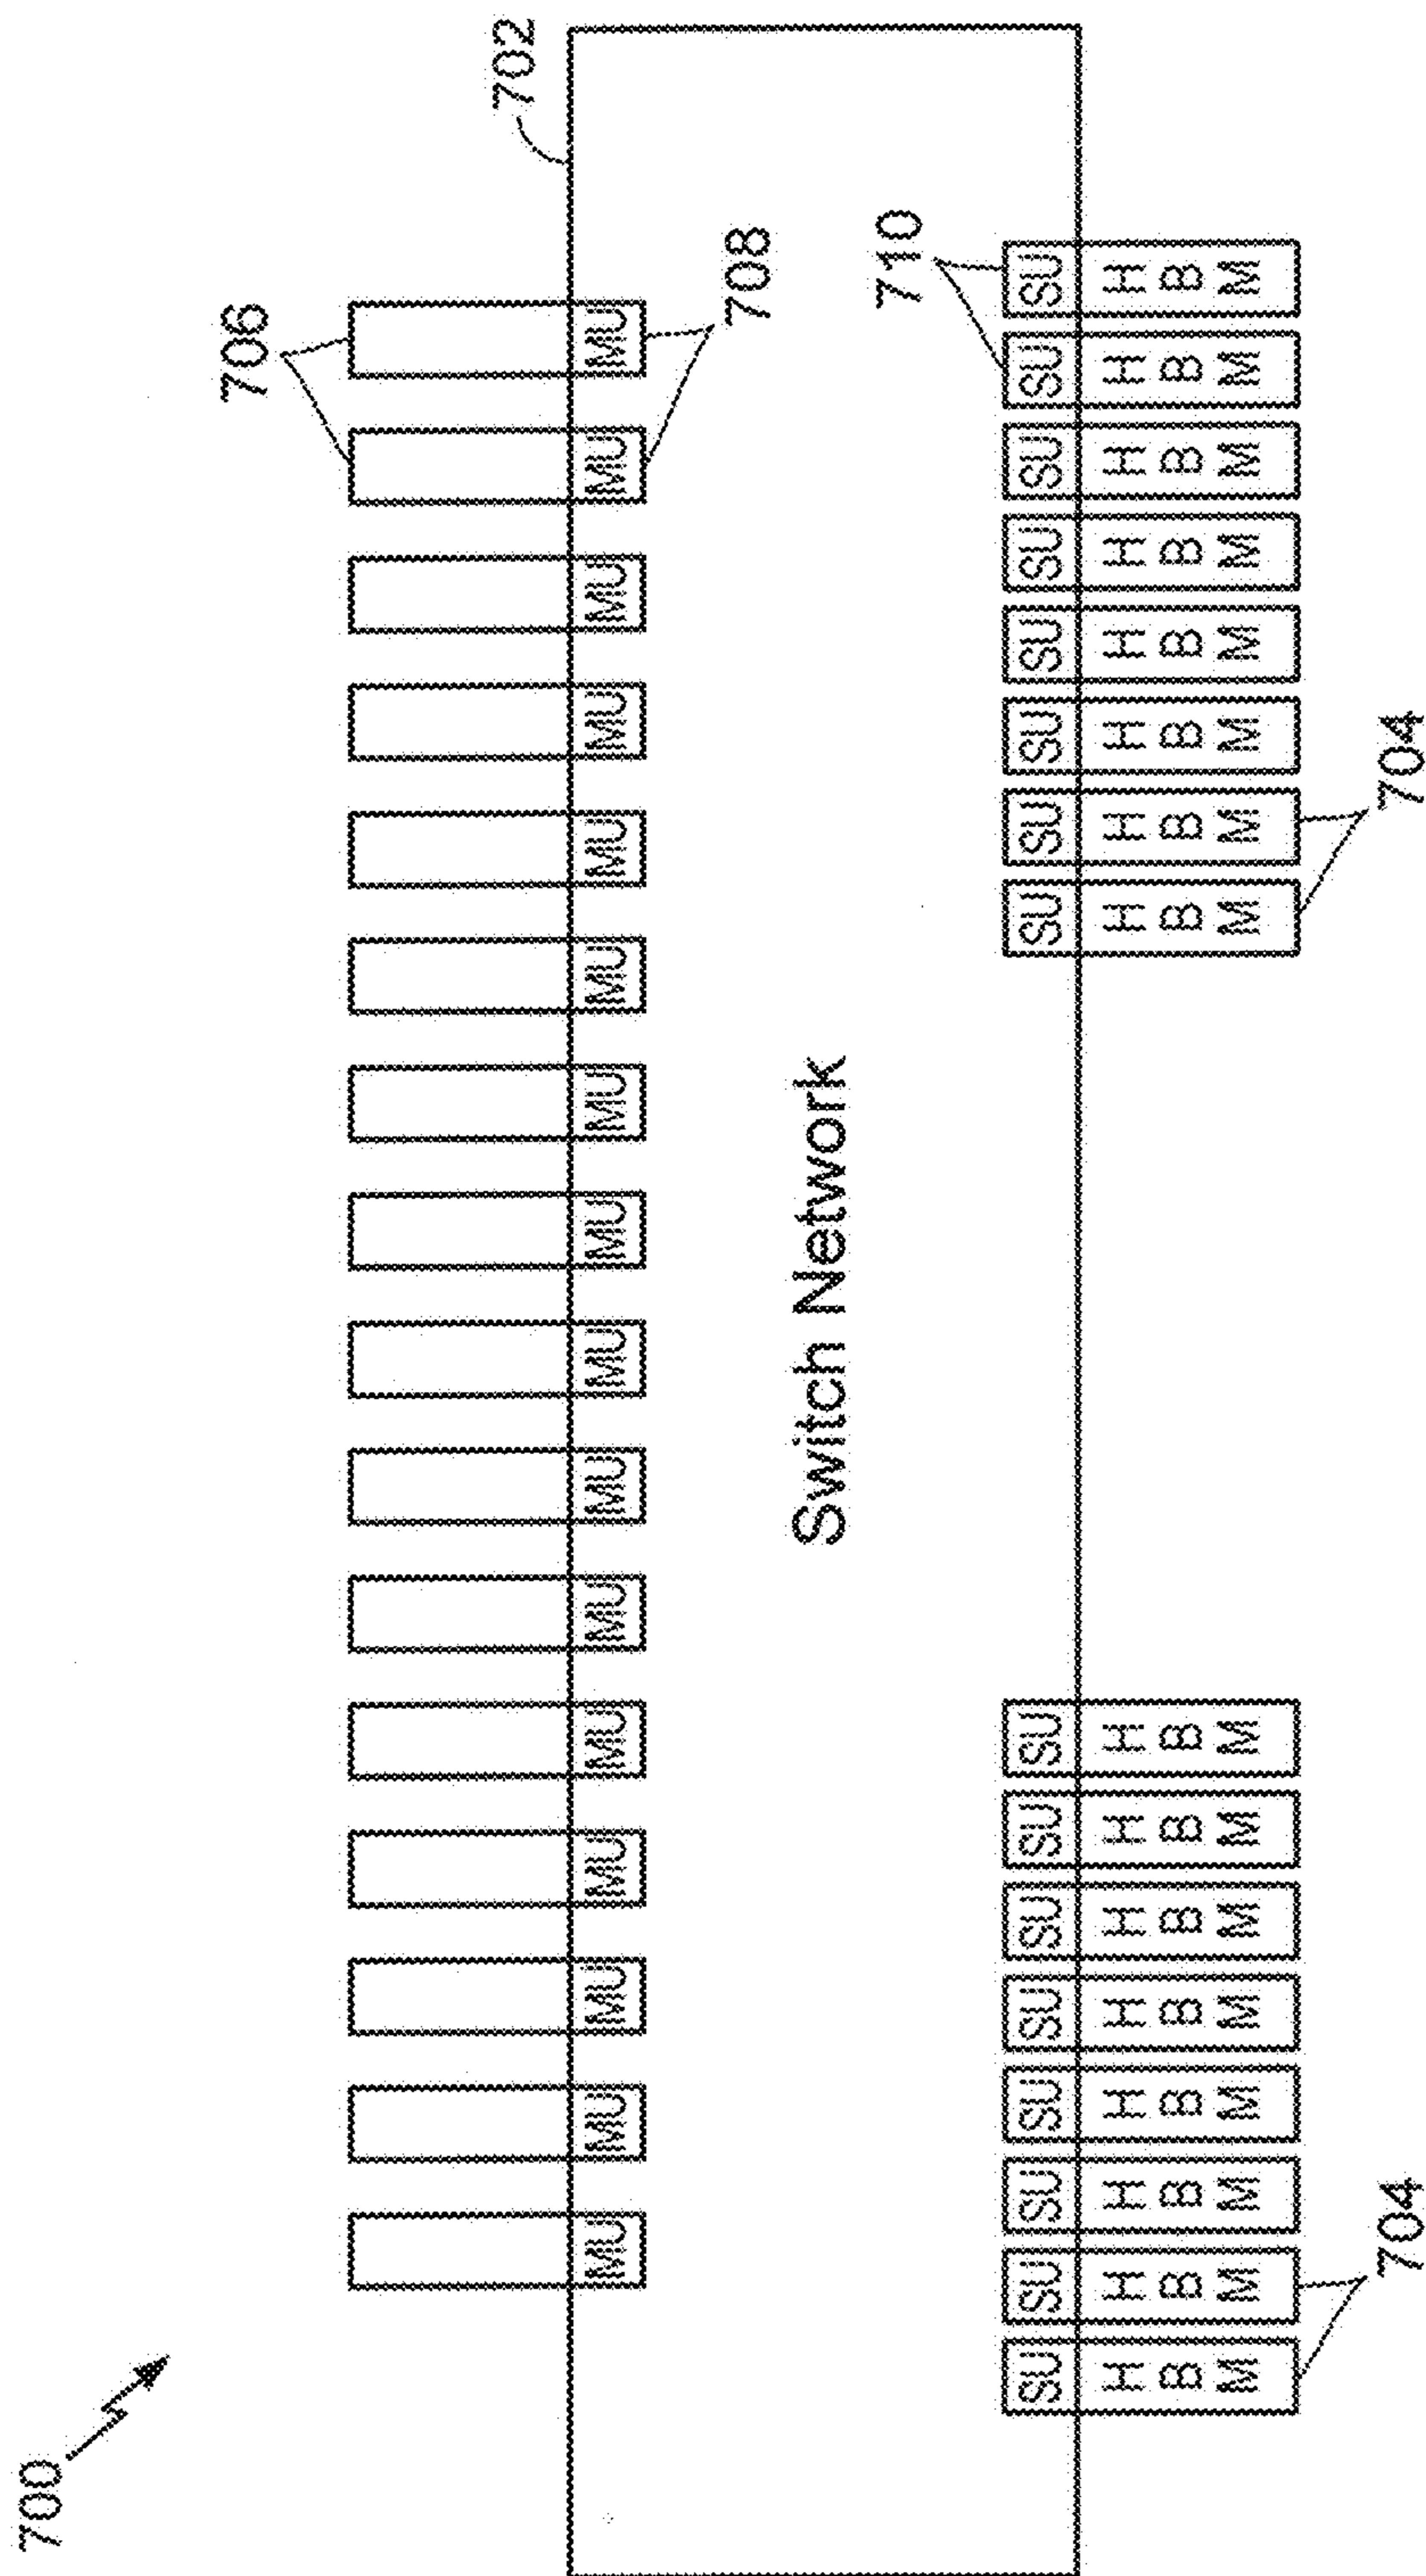 700
706
702
MU MU MU MU MU MU MU MU MU MU MU MU MU MU MU MU
708
Switch Network
710
SU SU SU SU SU SU SU SU SU SU SU SU SU SU SU SU
H H H H H H H H H H H H H H H H
B B B B B B B B B B B B B B B B
M M M M M M M M M M M M M M M M
704 704